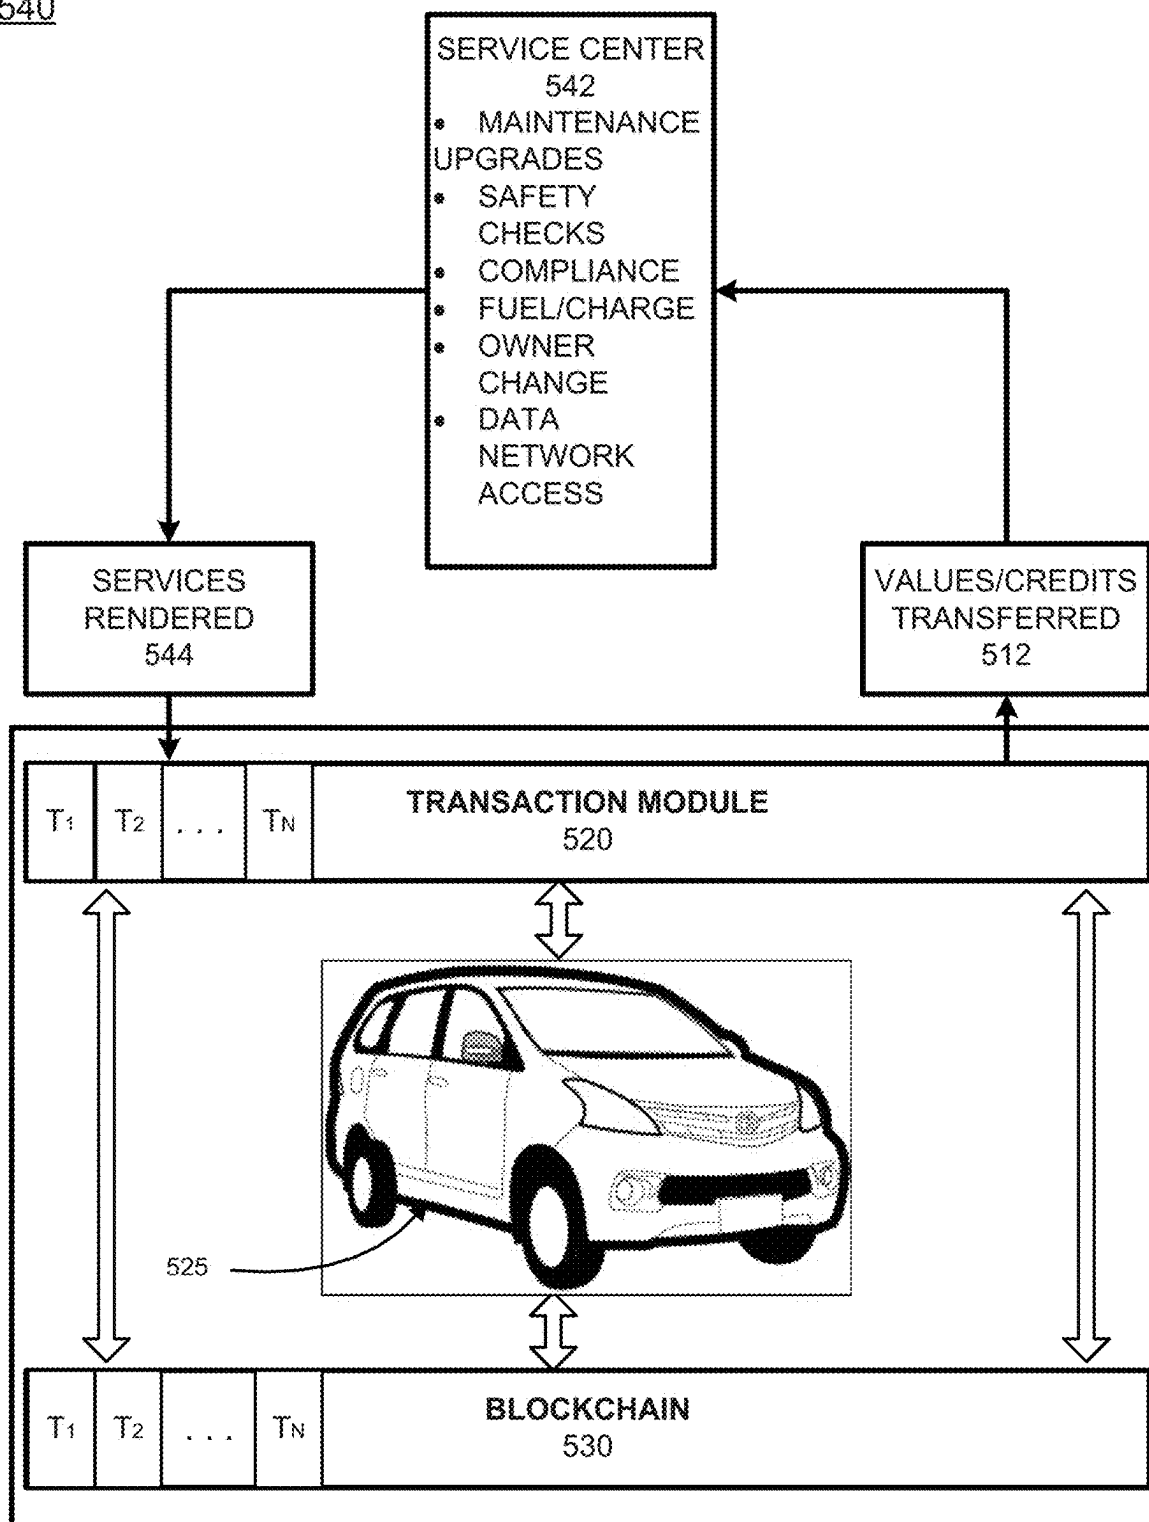 540
SERVICE CENTER
542
• MAINTENANCE
UPGRADES
• SAFETY
CHECKS
• COMPLIANCE
• FUEL/CHARGE
• OWNER
CHANGE
• DATA
NETWORK
ACCESS
SERVICES
RENDERED
544
VALUES/CREDITS
TRANSFERRED
512
T1 T2 . . . TN
TRANSACTION MODULE
520
525
T1 T2 . . . TN
BLOCKCHAIN
530